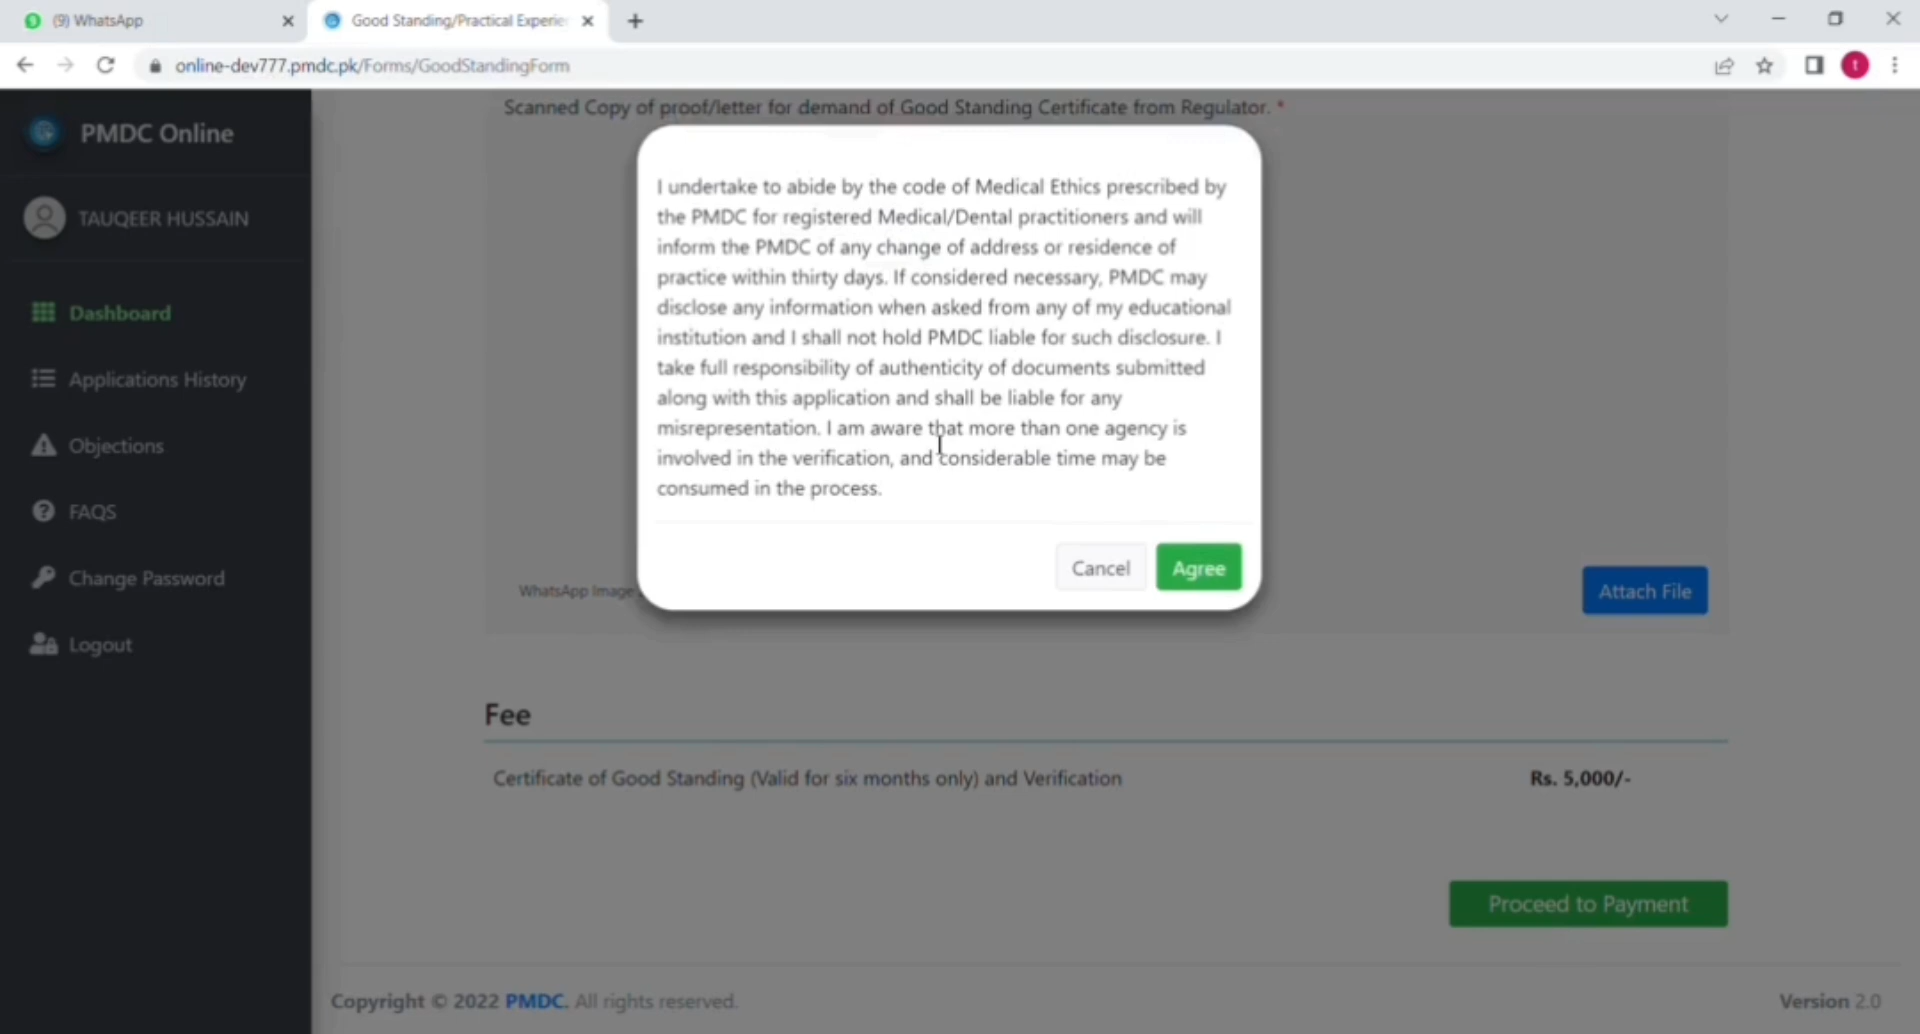 (9) WhatsApp
Good Standing/Practical Experie
online-dev777.pmdc.pk/Forms/GoodStandingForm
t
PMDC Online
TAUQEER HUSSAIN
Dashboard
Applications History
Objections
FAQS
Change Password
Logout
Scanned Copy of proof/letter for demand of Good Standing Certificate from Regulator. *
I undertake to abide by the code of Medical Ethics prescribed by
the PMDC for registered Medical/Dental practitioners and will
inform the PMDC of any change of address or residence of
practice within thirty days. If considered necessary, PMDC may
disclose any information when asked from any of my educational
institution and I shall not hold PMDC liable for such disclosure. I
take full responsibility of authenticity of documents submitted
along with this application and shall be liable for any
misrepresentation. I am aware that more than one agency is
involved in the verification, and considerable time may be
consumed in the process.
Cancel
Agree
WhatsApp Image
Attach File
Fee
Certificate of Good Standing (Valid for six months only) and Verification
Rs. 5,000/-
Proceed to Payment
Copyright © 2022 PMDC. All rights reserved.
Version 2.0